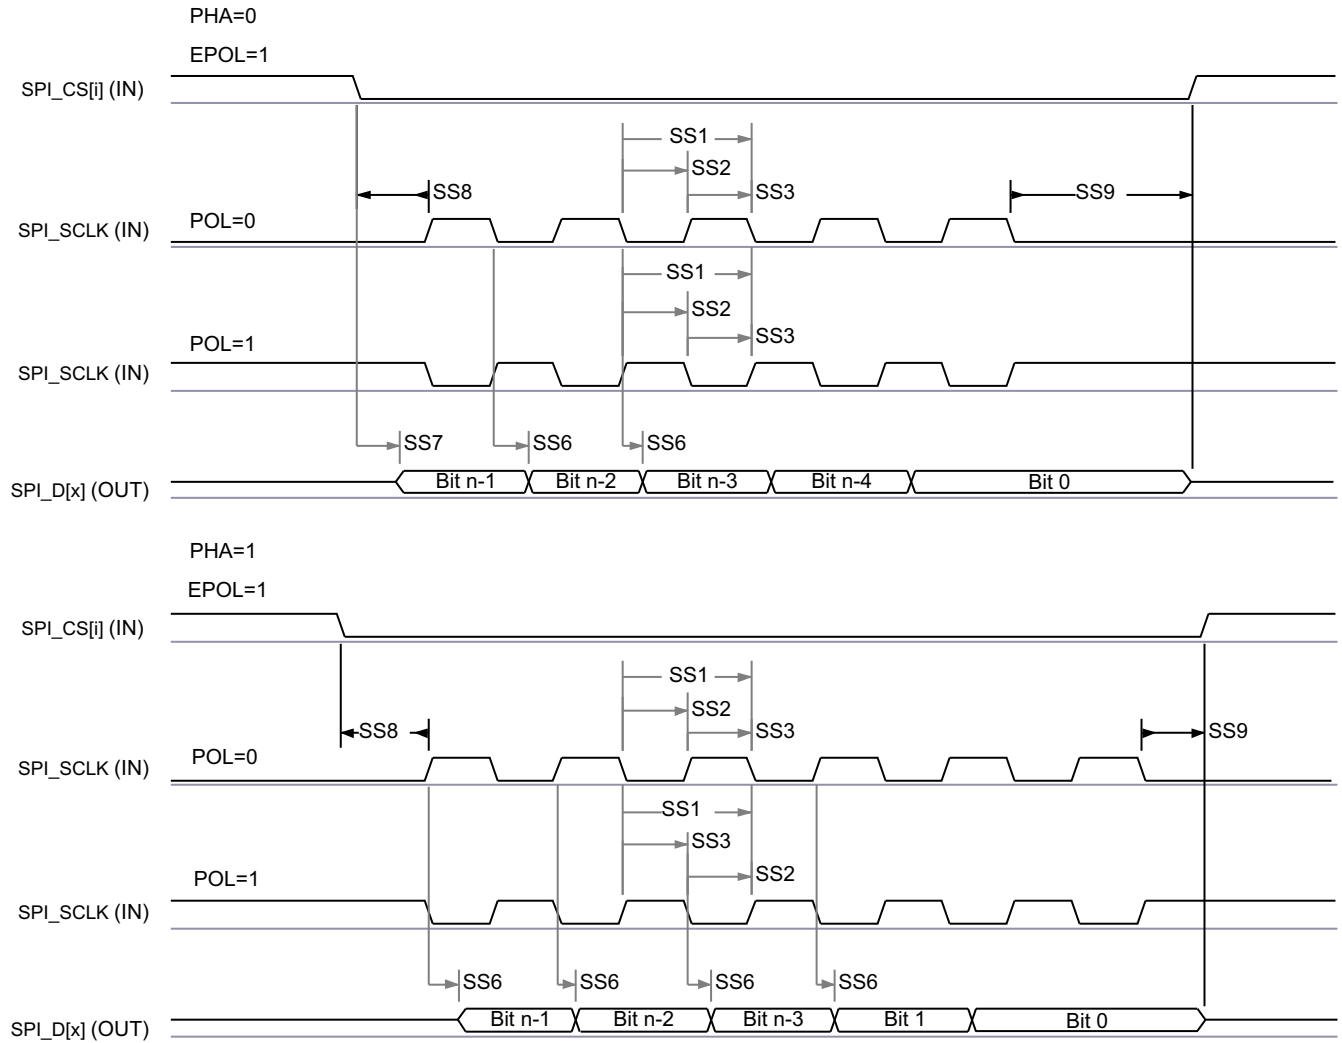 PHA=0
EPOL=1
SPI_CS[i] (IN)
SS1
SS2
SS8
SS3
SS9
POL=0
SPI_SCLK (IN)
SS1
SS2
SS3
POL=1
SPI_SCLK (IN)
SS7
SS6
SS6
SPI_D[x] (OUT)
Bit n-1
Bit n-2
Bit n-3
Bit n-4
Bit 0
PHA=1
EPOL=1
SPI_CS[i] (IN)
SS1
SS2
SS8
SS3
SS9
POL=0
SPI_SCLK (IN)
SS1
SS3
SS2
POL=1
SPI_SCLK (IN)
SS6
SS6
SS6
SS6
SPI_D[x] (OUT)
Bit n-1
Bit n-2
Bit n-3
Bit 1
Bit 0